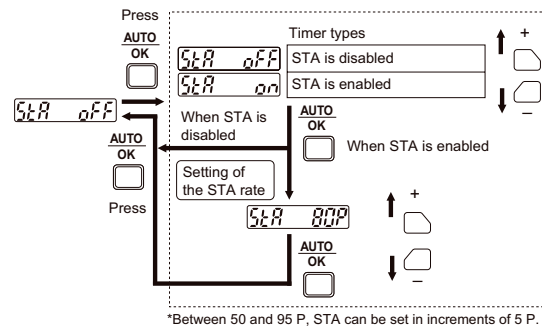 Press
AUTO
OK
Timer types
StA oFF
STA is disabled
StA on
STA is enabled
+
−
StA oFF
AUTO
OK
Press
When STA is
disabled
AUTO
OK
When STA is enabled
Setting of
the STA rate
StA 80P
+
−
AUTO
OK
*Between 50 and 95 P, STA can be set in increments of 5 P.